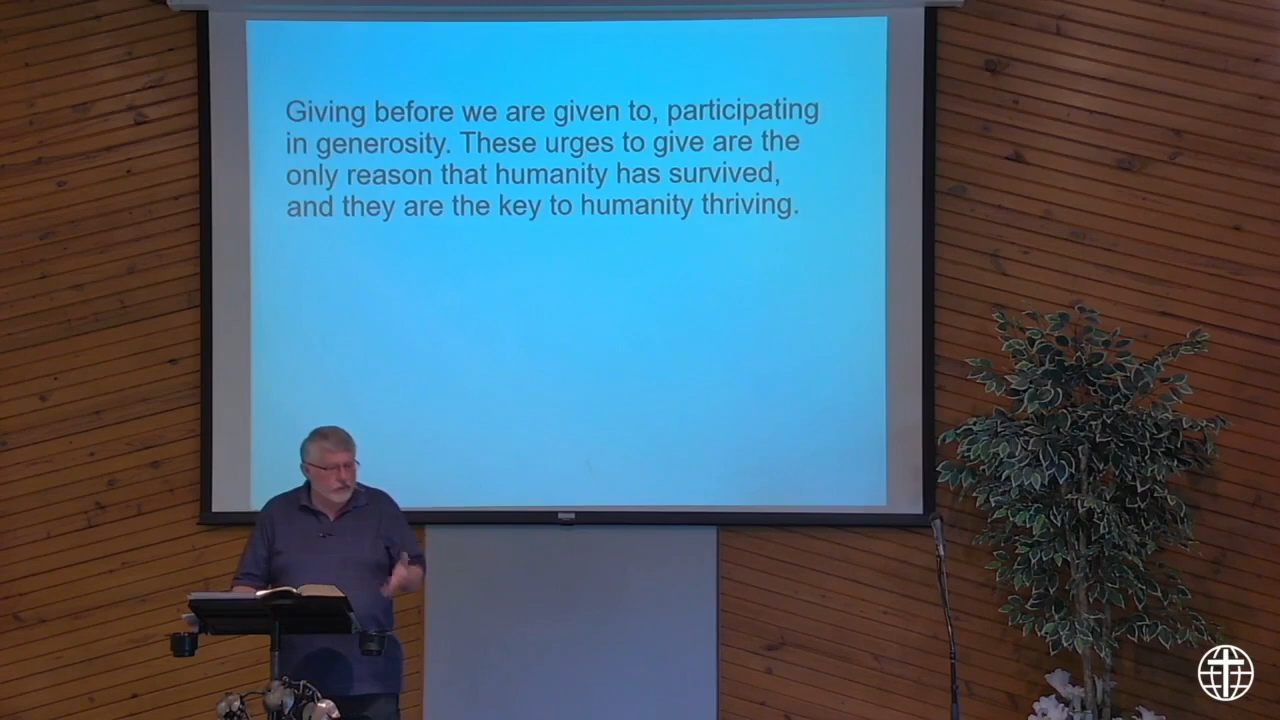 Giving before we are given to, participating
in generosity. These urges to give are the
only reason that humanity has survived,
and they are the key to humanity thriving.